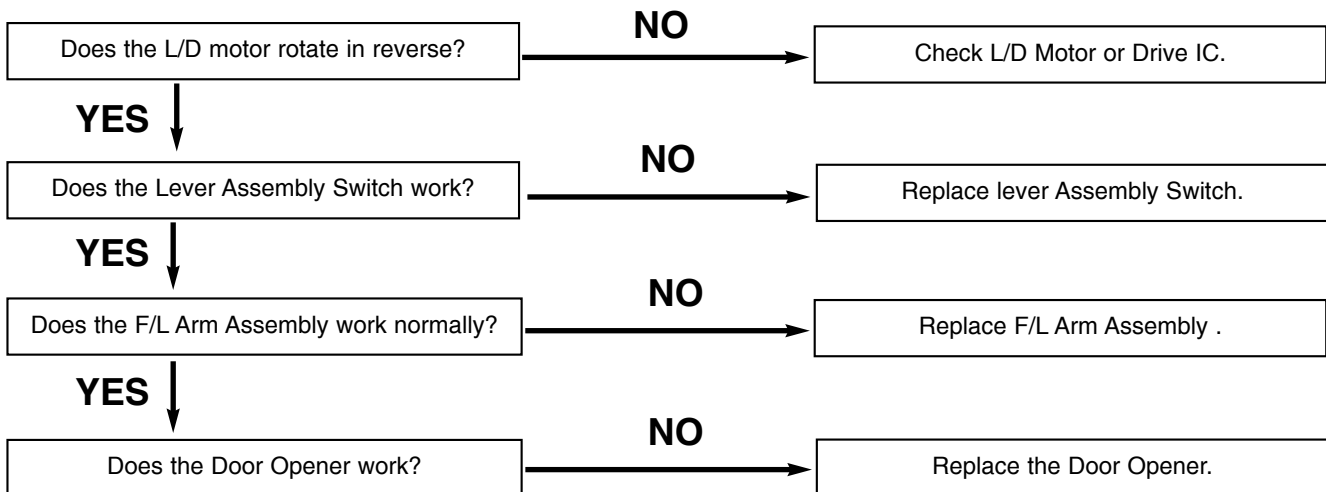 Does the L/D motor rotate in reverse?
NO
Check L/D Motor or Drive IC.
YES
Does the Lever Assembly Switch work?
NO
Replace lever Assembly Switch.
YES
Does the F/L Arm Assembly work normally?
NO
Replace F/L Arm Assembly .
YES
Does the Door Opener work?
NO
Replace the Door Opener.